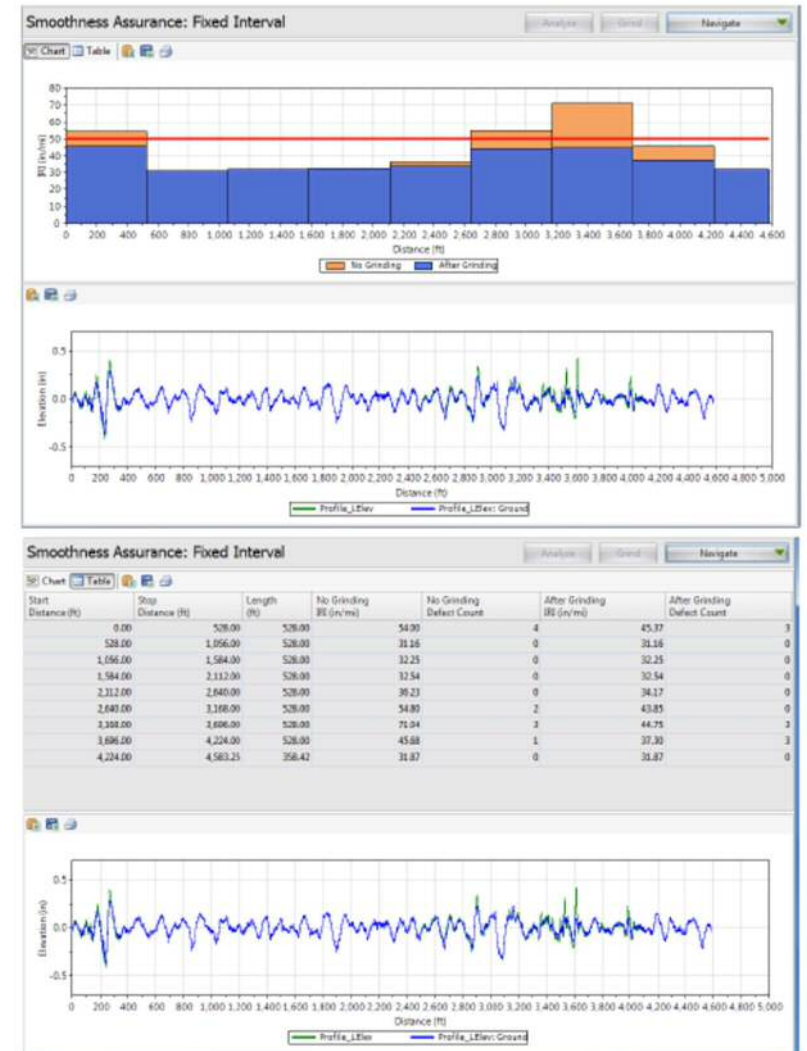 Smoothness Assurance: Fixed Interval
Analyze Grind Navigate
Chart Table
80
70
60
50
40
30
20
10
0
IRI (in/mi)
0 200 400 600 800 1,000 1,200 1,400 1,600 1,800 2,000 2,200 2,400 2,600 2,800 3,000 3,200 3,400 3,600 3,800 4,000 4,200 4,400 4,600
Distance (ft)
No Grinding After Grinding
0.5
0.0
-0.5
Elevation (in)
0 200 400 600 800 1,000 1,200 1,400 1,600 1,800 2,000 2,200 2,400 2,600 2,800 3,000 3,200 3,400 3,600 3,800 4,000 4,200 4,400 4,600 4,800 5,000
Distance (ft)
Profile_LElev Profile_LElev: Ground
Smoothness Assurance: Fixed Interval
Analyze Grind Navigate
Chart Table
Start Stop Length No Grinding No Grinding After Grinding After Grinding
Distance (ft) Distance (ft) (ft) IRI (in/mi) Defect Count IRI (in/mi) Defect Count
0.00 528.00 528.00 54.00 4 45.37 3
528.00 1,056.00 528.00 31.16 0 31.16 0
1,056.00 1,584.00 528.00 32.25 0 32.25 0
1,584.00 2,112.00 528.00 32.54 0 32.54 0
2,112.00 2,640.00 528.00 36.23 0 34.17 0
2,640.00 3,168.00 528.00 54.80 2 43.85 0
3,168.00 3,696.00 528.00 71.04 3 44.75 3
3,696.00 4,224.00 528.00 45.68 1 37.30 3
4,224.00 4,583.25 358.42 31.87 0 31.87 0
0.5
0.0
-0.5
Elevation (in)
0 200 400 600 800 1,000 1,200 1,400 1,600 1,800 2,000 2,200 2,400 2,600 2,800 3,000 3,200 3,400 3,600 3,800 4,000 4,200 4,400 4,600 4,800 5,000
Distance (ft)
Profile_LElev Profile_LElev: Ground